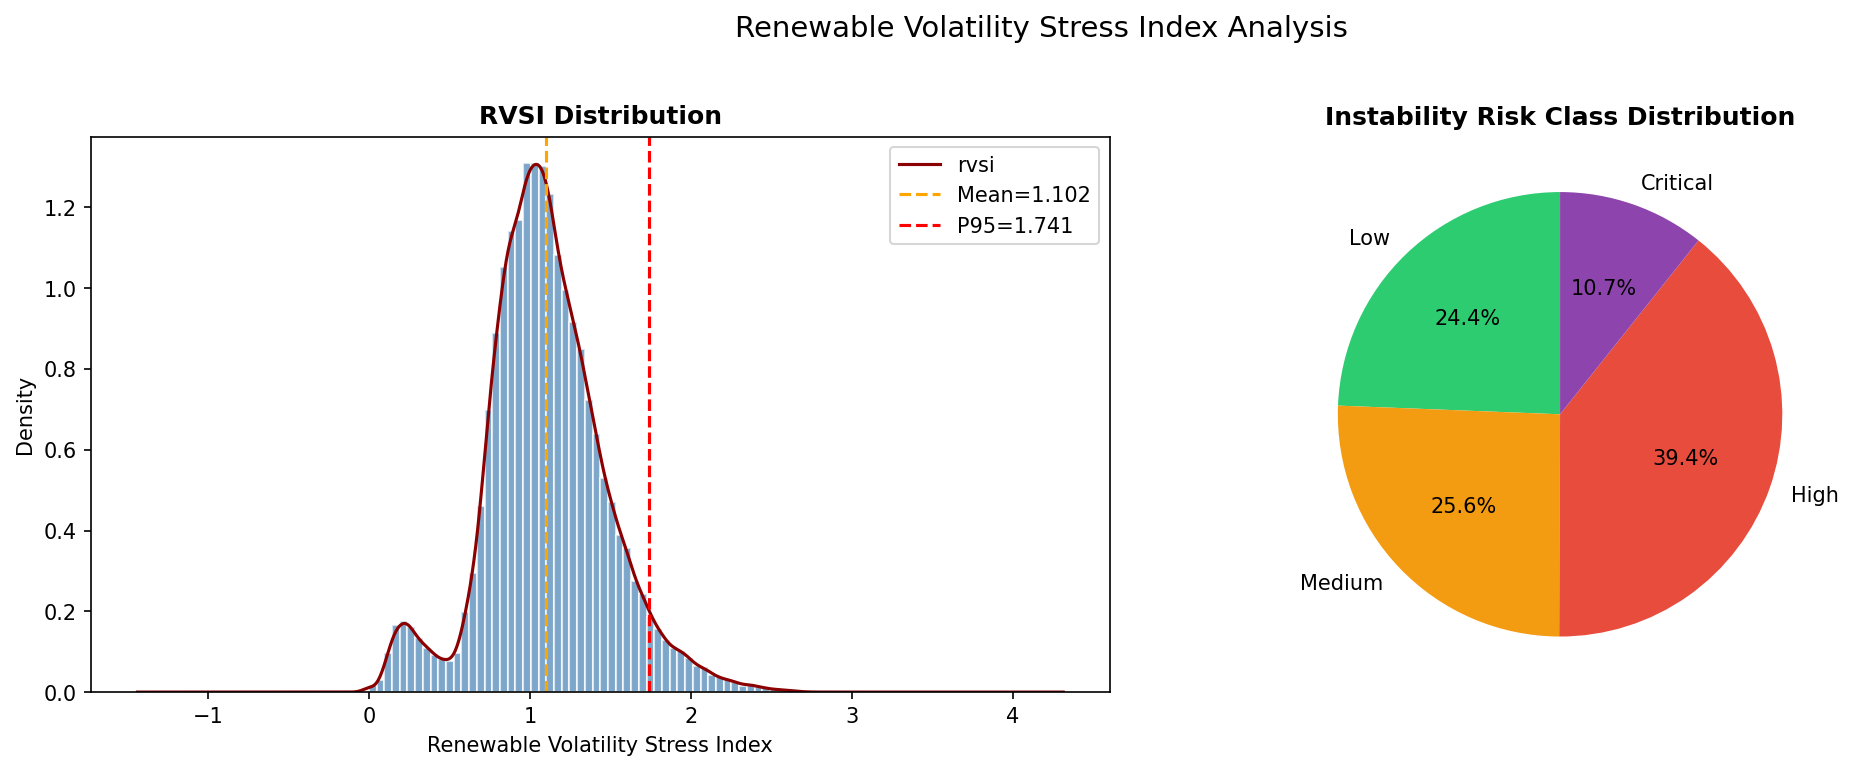 Renewable Volatility Stress Index Analysis
RVSI Distribution
Density
0.0
0.2
0.4
0.6
0.8
1.0
1.2
rvsi
Mean=1.102
P95=1.741
−1
0
1
2
3
4
Renewable Volatility Stress Index
Instability Risk Class Distribution
Critical
Low
10.7%
24.4%
39.4%
High
25.6%
Medium